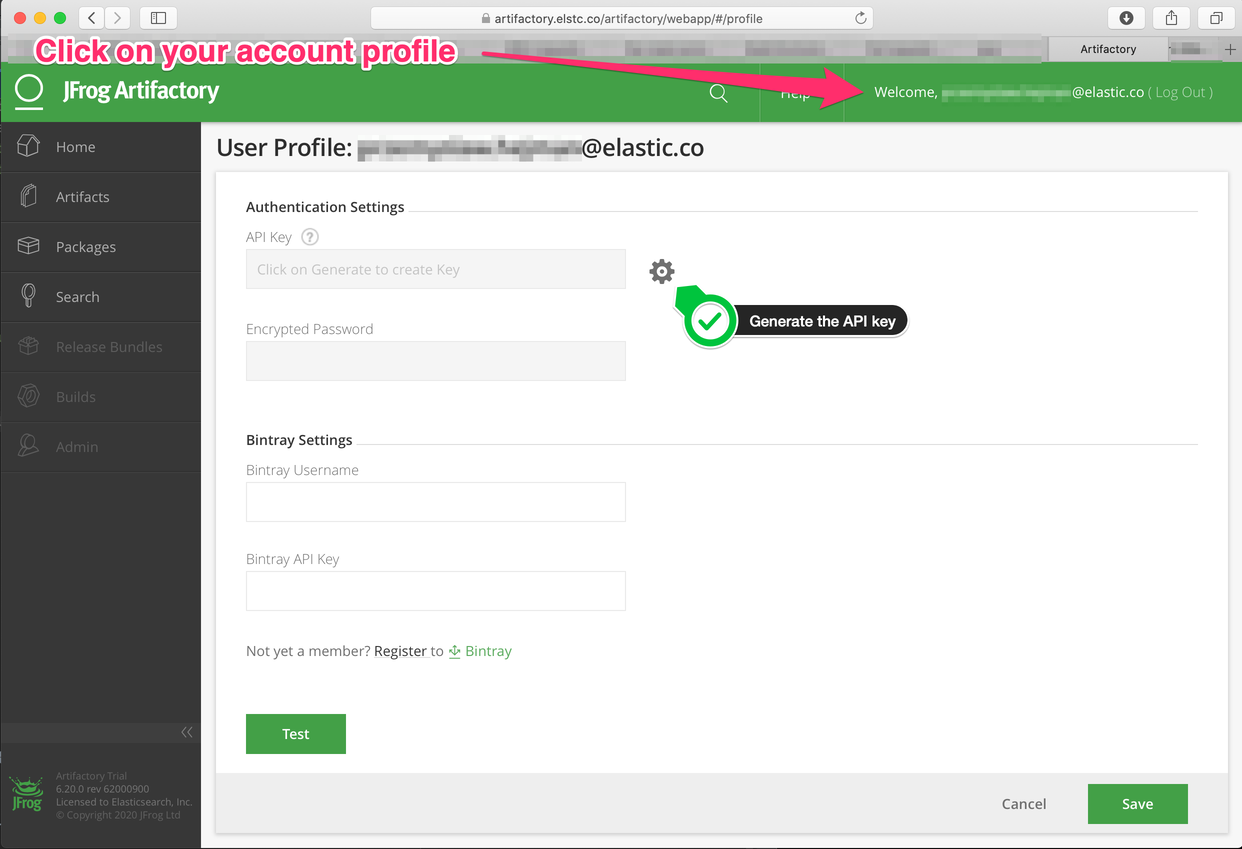 artifactory.elstc.co/artifactory/webapp/#/profile
Click on your account profile
Artifactory
JFrog Artifactory
Help
Welcome, @elastic.co ( Log Out )
Home
Artifacts
Packages
Search
Release Bundles
Builds
Admin
User Profile: @elastic.co
Authentication Settings
API Key ?
Click on Generate to create Key
Generate the API key
Encrypted Password
Bintray Settings
Bintray Username
Bintray API Key
Not yet a member? Register to Bintray
Test
Cancel
Save
JFrog
Artifactory Trial
6.20.0 rev 62000900
Licensed to Elasticsearch, Inc.
© Copyright 2020 JFrog Ltd